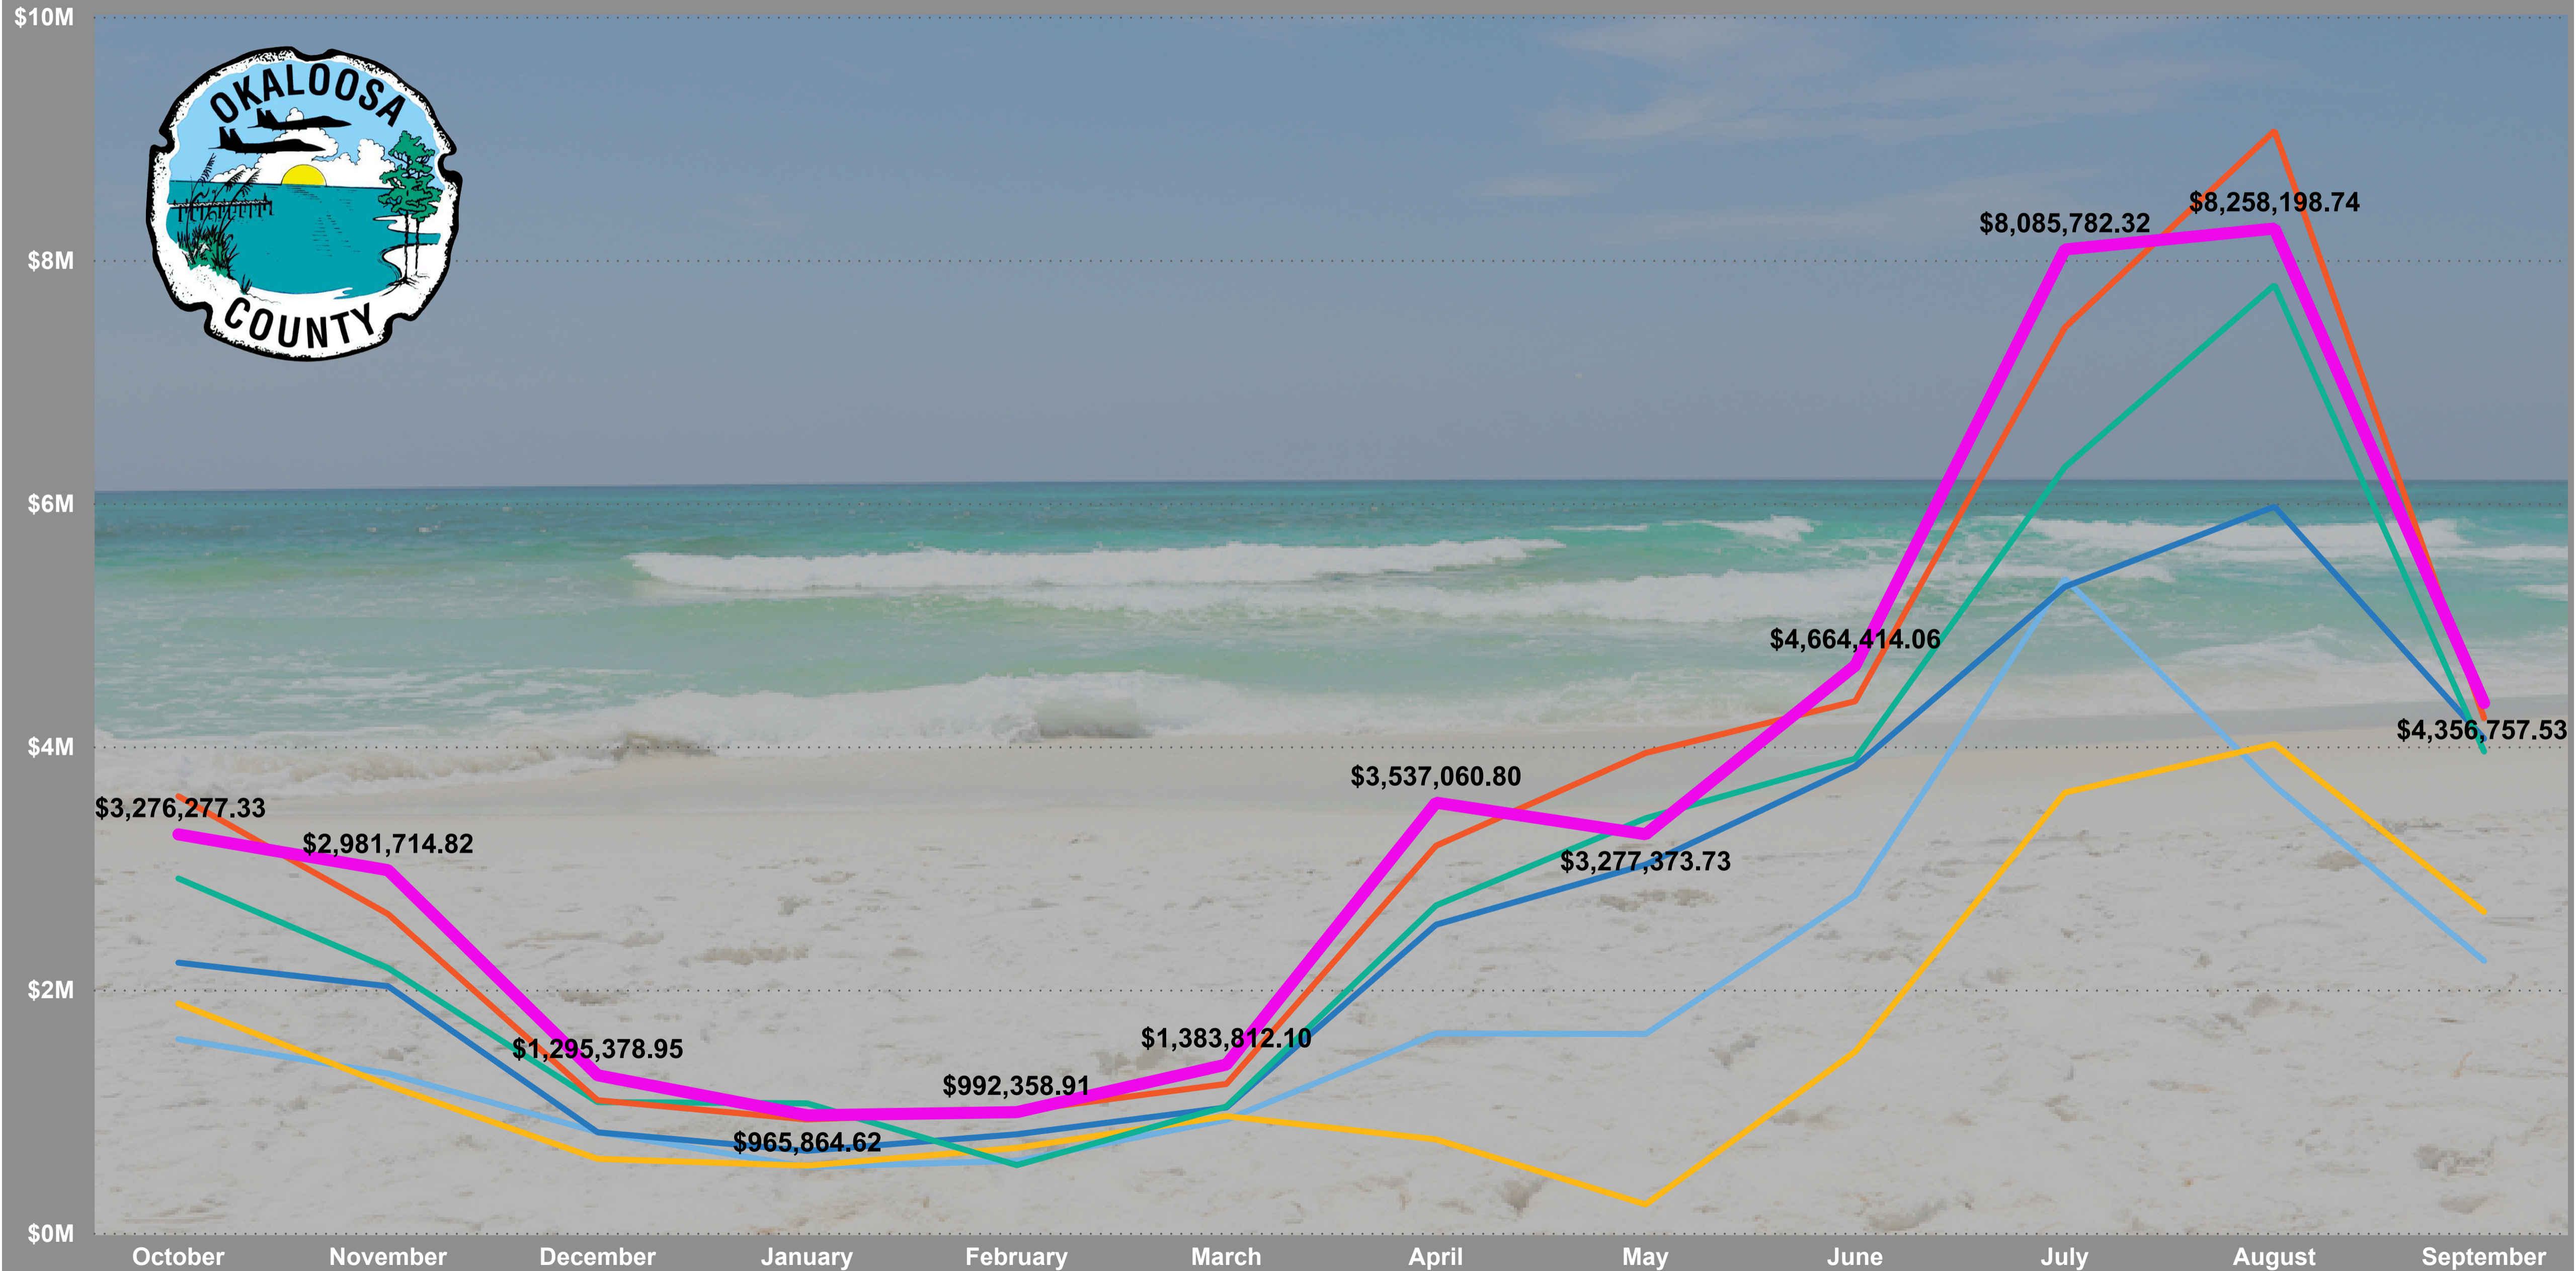 $10M
$8M
$6M
$4M
$2M
$0M
OKALOOSA
COUNTY
$3,276,277.33
$2,981,714.82
$1,295,378.95
$965,864.62
$992,358.91
$1,383,812.10
$3,537,060.80
$3,277,373.73
$4,664,414.06
$8,085,782.32
$8,258,198.74
$4,356,757.53
October November December January February March April May June July August September